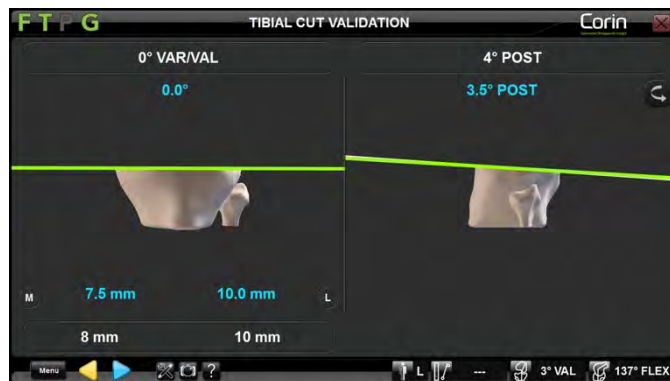 FTPG
TIBIAL CUT VALIDATION
Corin
0° VAR/VAL
4° POST
0.0°
3.5° POST
M
7.5 mm
10.0 mm
L
8 mm
10 mm
Menu
?
L
---
3° VAL
137° FLEX